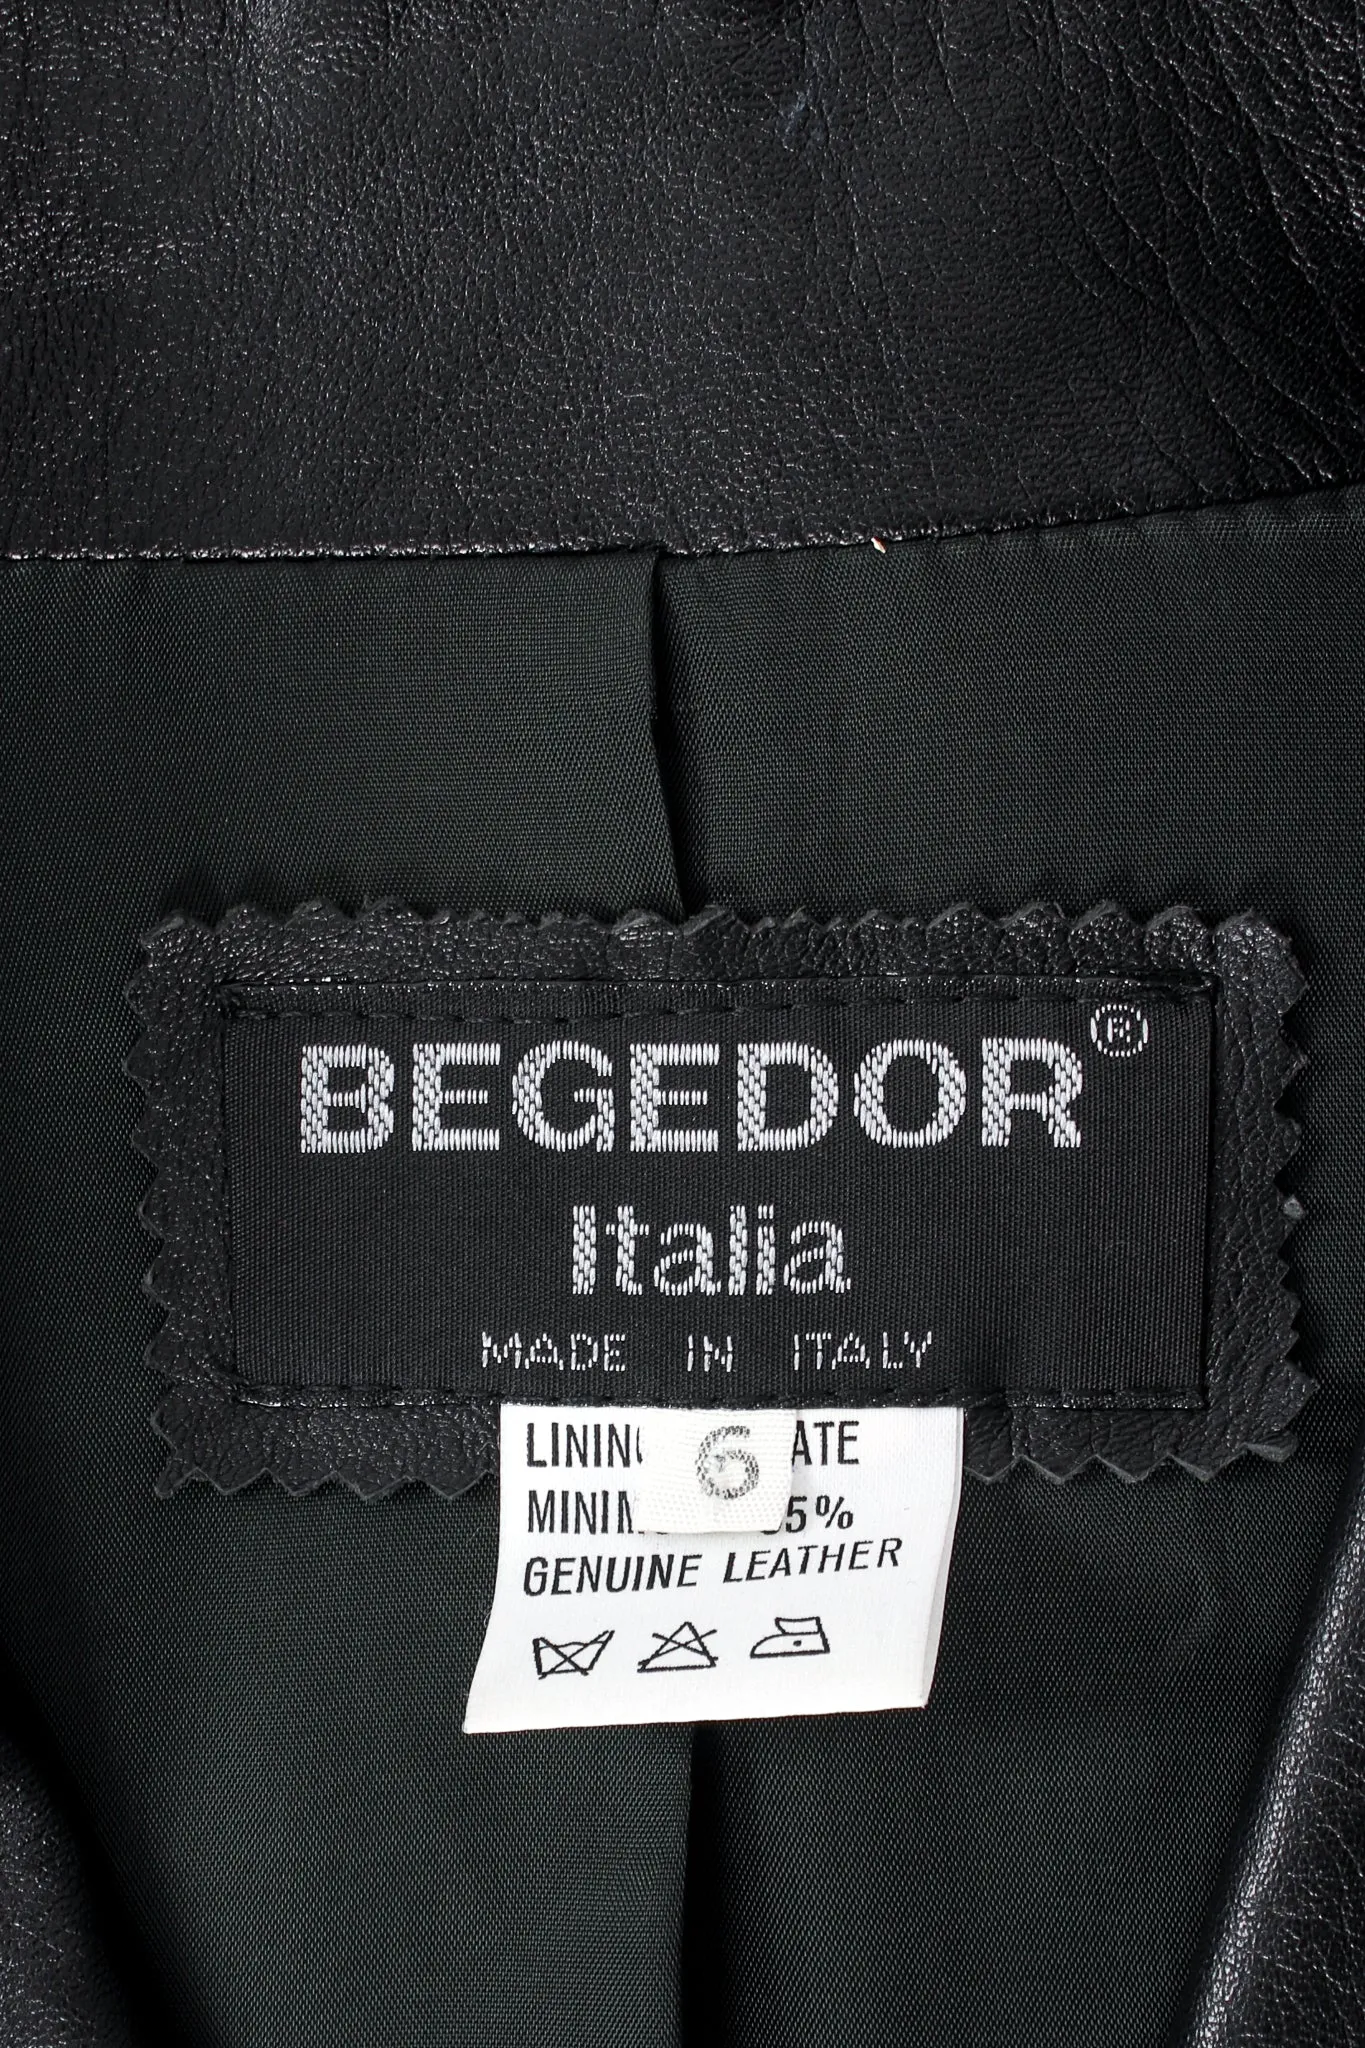 BEGEDOR®
Italia
MADE IN ITALY
6
GENUINE LEATHER